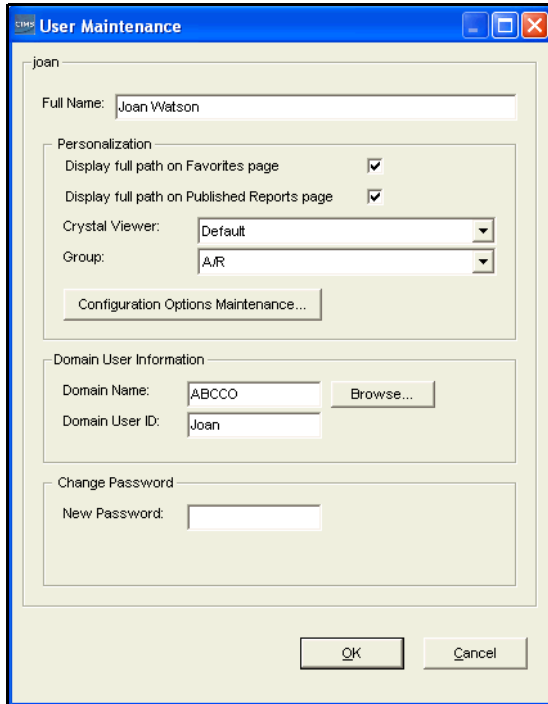 CIMS User Maintenance
joan
Full Name: Joan Watson
Personalization
Display full path on Favorites page
Display full path on Published Reports page
Crystal Viewer: Default
Group: A/R
Configuration Options Maintenance...
Domain User Information
Domain Name: ABCCO Browse...
Domain User ID: Joan
Change Password
New Password:
OK Cancel